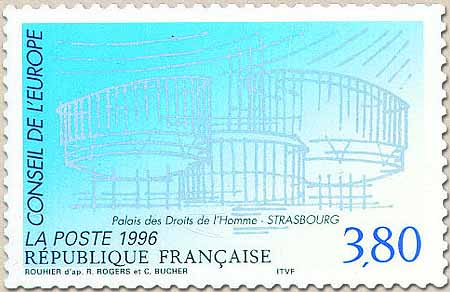 CONSEIL DE L'EUROPE
Palais des Droits de l'Homme - STRASBOURG
LA POSTE 1996
RÉPUBLIQUE FRANÇAISE
3,80
ROUHIER d'ap. R. ROGERS et C. BUCHER
ITVF